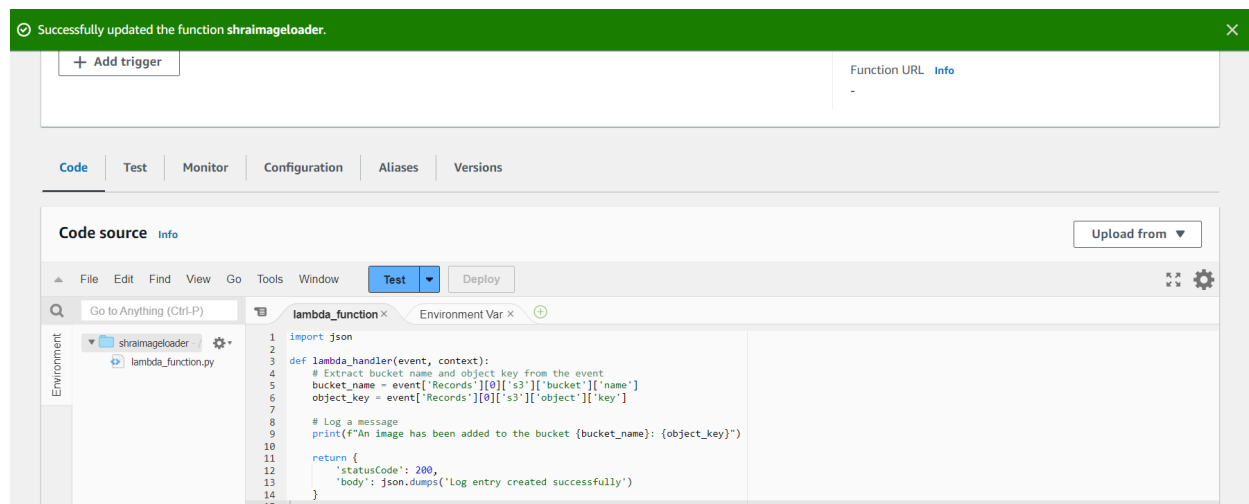 Successfully updated the function shraimageloader.
+ Add trigger
Function URL Info
-
Code Test Monitor Configuration Aliases Versions
Code source Info
Upload from
File Edit Find View Go Tools Window Test Deploy
Go to Anything (Ctrl-P)
lambda_function × Environment Var ×
Environment
shraimageloader - /
lambda_function.py
1 import json
2
3 def lambda_handler(event, context):
4 # Extract bucket name and object key from the event
5 bucket_name = event['Records'][0]['s3']['bucket']['name']
6 object_key = event['Records'][0]['s3']['object']['key']
7
8 # Log a message
9 print(f"An image has been added to the bucket {bucket_name}: {object_key}")
10
11 return {
12 'statusCode': 200,
13 'body': json.dumps('Log entry created successfully')
14 }